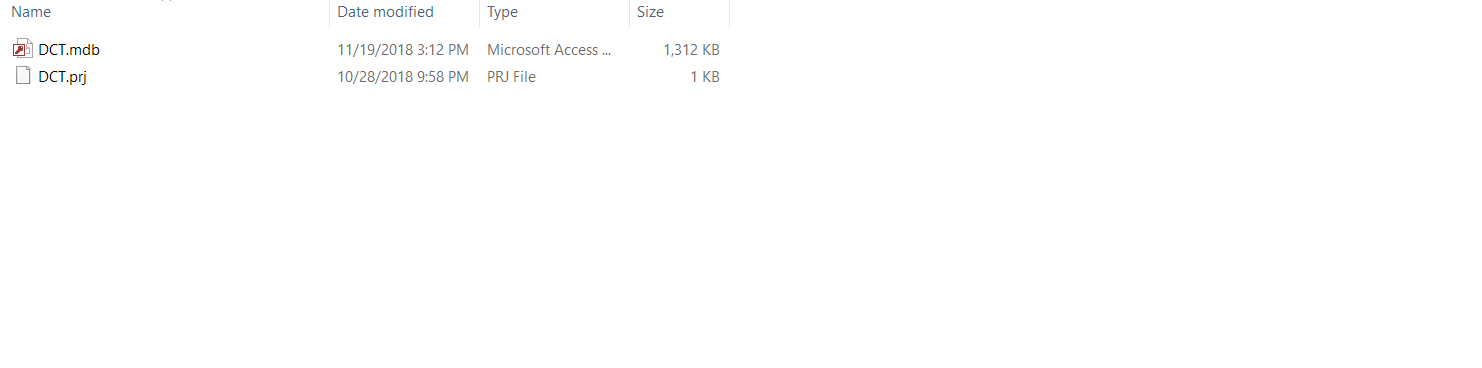 Name Date modified Type Size
DCT.mdb 11/19/2018 3:12 PM Microsoft Access ... 1,312 KB
DCT.prj 10/28/2018 9:58 PM PRJ File 1 KB